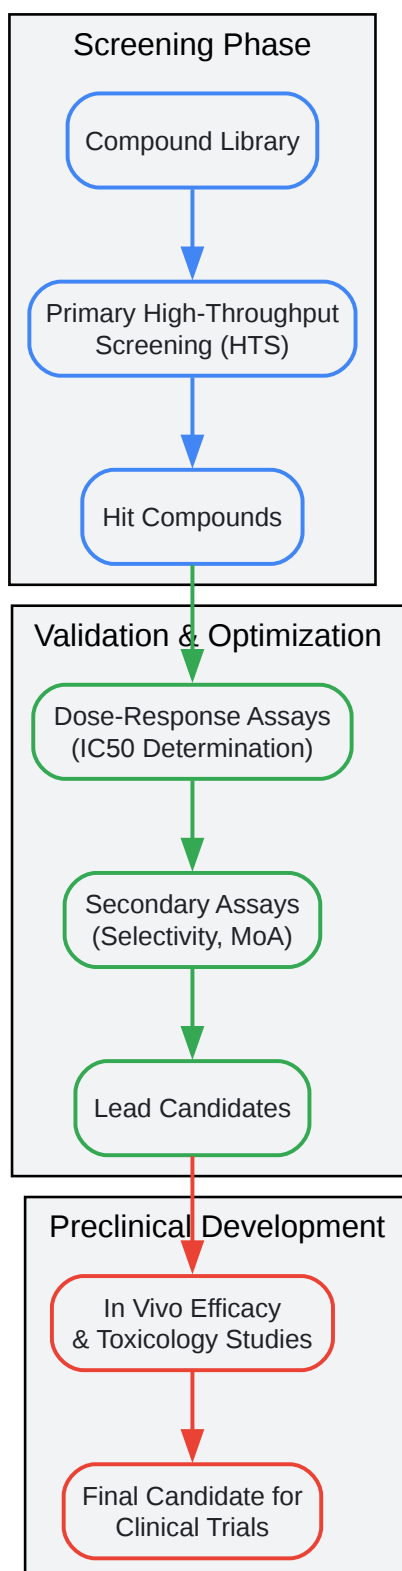 Screening Phase
Compound Library
Primary High-Throughput
Screening (HTS)
Hit Compounds
Validation & Optimization
Dose-Response Assays
(IC50 Determination)
Secondary Assays
(Selectivity, MoA)
Lead Candidates
Preclinical Development
In Vivo Efficacy
& Toxicology Studies
Final Candidate for
Clinical Trials